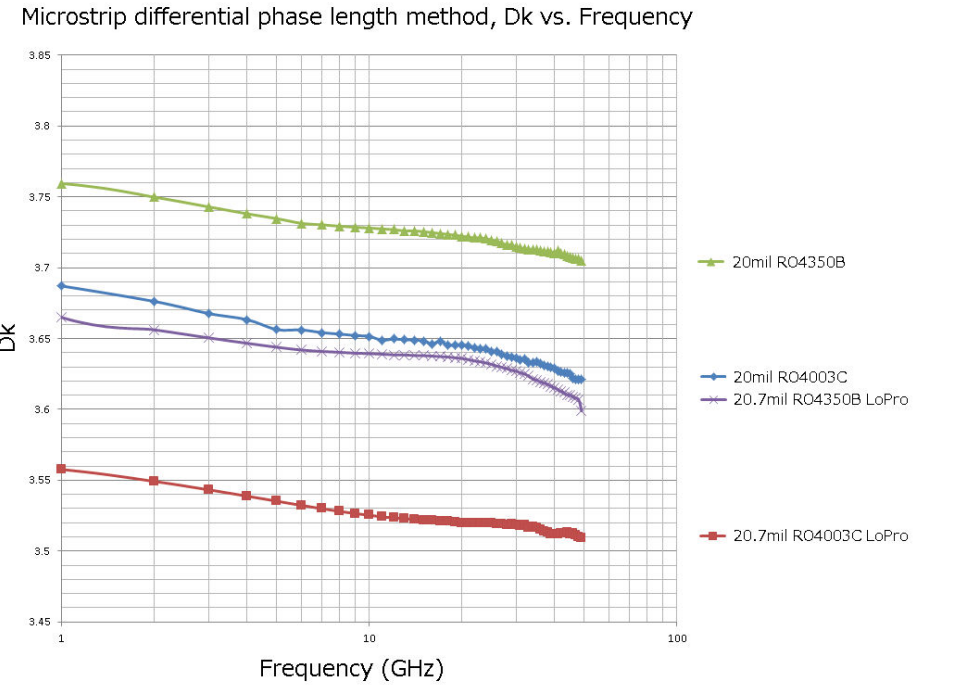 Microstrip differential phase length method, Dk vs. Frequency
3.85
3.8
3.75
3.7
3.65
3.6
3.55
3.5
3.45
Dk
1
10
100
Frequency (GHz)
20mil RO4350B
20mil RO4003C
20.7mil RO4350B LoPro
20.7mil RO4003C LoPro